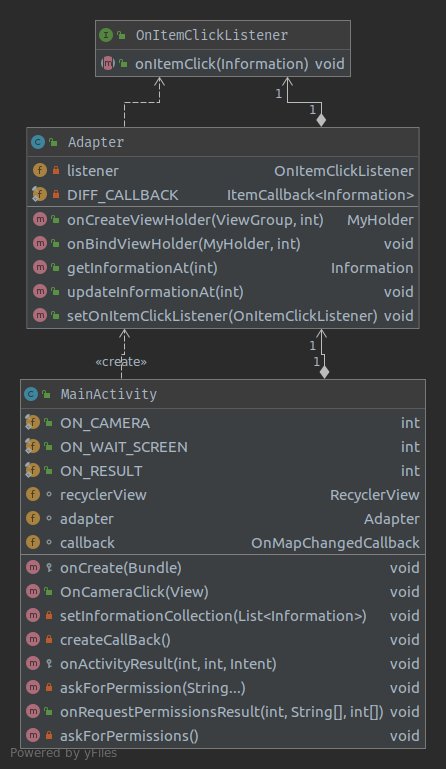 OnItemClickListener
onItemClick(Information) void
1
1
Adapter
listener OnItemClickListener
DIFF_CALLBACK ItemCallback<Information>
onCreateViewHolder(ViewGroup, int) MyHolder
onBindViewHolder(MyHolder, int) void
getInformationAt(int) Information
updateInformationAt(int) void
setOnItemClickListener(OnItemClickListener) void
1
«create» 1
MainActivity
ON_CAMERA int
ON_WAIT_SCREEN int
ON_RESULT int
recyclerView RecyclerView
adapter Adapter
callback OnMapChangedCallback
onCreate(Bundle) void
OnCameraClick(View) void
setInformationCollection(List<Information>) void
createCallBack() void
onActivityResult(int, int, Intent) void
askForPermission(String...) void
onRequestPermissionsResult(int, String[], int[]) void
askForPermissions() void
Powered by yFiles